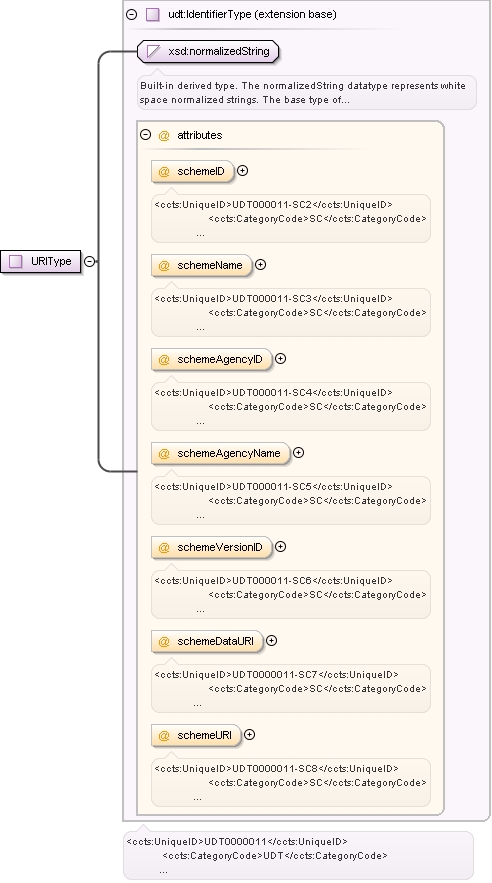 udt:IdentifierType (extension base)
xsd:normalizedString
Built-in derived type. The normalizedString datatype represents white
space normalized strings. The base type of...
@ attributes
@ schemeID
<ccts:UniqueID>UDT000011-SC2</ccts:UniqueID>
<ccts:CategoryCode>SC</ccts:CategoryCode>
...
@ schemeName
<ccts:UniqueID>UDT000011-SC3</ccts:UniqueID>
<ccts:CategoryCode>SC</ccts:CategoryCode>
...
URIType
@ schemeAgencyID
<ccts:UniqueID>UDT000011-SC4</ccts:UniqueID>
<ccts:CategoryCode>SC</ccts:CategoryCode>
...
@ schemeAgencyName
<ccts:UniqueID>UDT000011-SC5</ccts:UniqueID>
<ccts:CategoryCode>SC</ccts:CategoryCode>
...
@ schemeVersionID
<ccts:UniqueID>UDT000011-SC6</ccts:UniqueID>
<ccts:CategoryCode>SC</ccts:CategoryCode>
...
@ schemeDataURI
<ccts:UniqueID>UDT0000011-SC7</ccts:UniqueID>
<ccts:CategoryCode>SC</ccts:CategoryCode>
...
@ schemeURI
<ccts:UniqueID>UDT0000011-SC8</ccts:UniqueID>
<ccts:CategoryCode>SC</ccts:CategoryCode>
...
<ccts:UniqueID>UDT0000011</ccts:UniqueID>
<ccts:CategoryCode>UDT</ccts:CategoryCode>
...